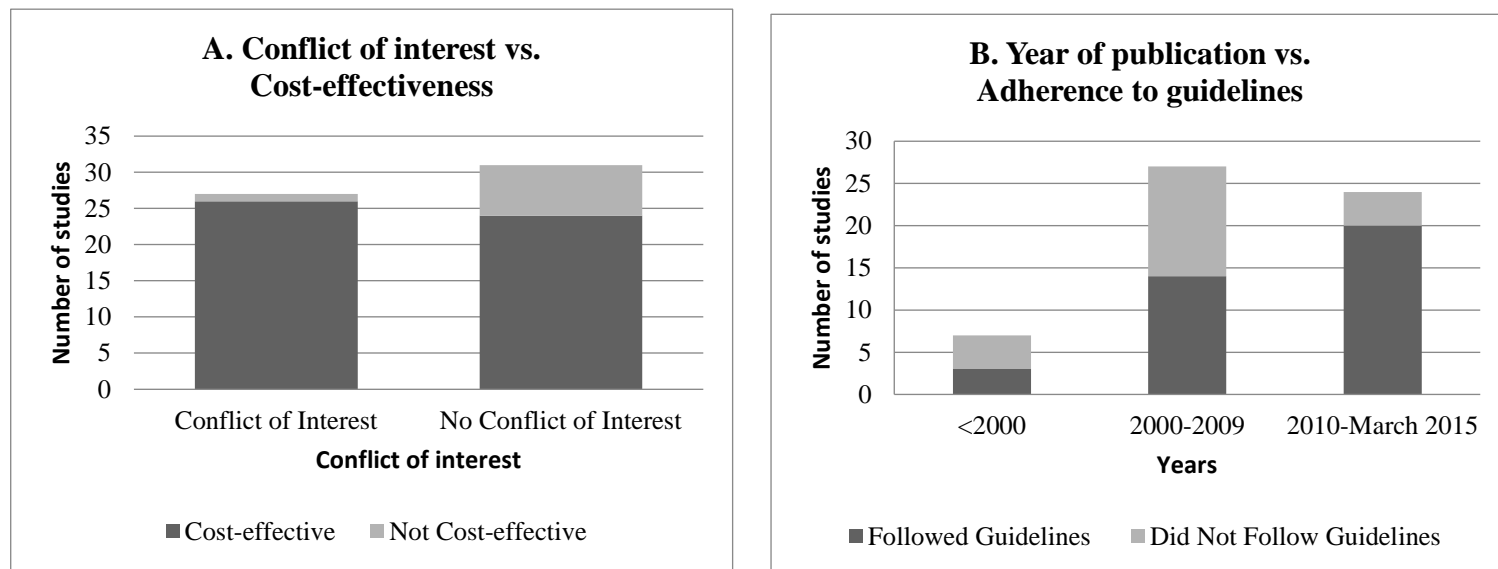 A. Conflict of interest vs.
Cost-effectiveness
35
30
25
20
15
10
5
0
Number of studies
Conflict of Interest
No Conflict of Interest
Conflict of interest
Cost-effective
Not Cost-effective
B. Year of publication vs.
Adherence to guidelines
30
25
20
15
10
5
0
Number of studies
<2000
2000-2009
2010-March 2015
Years
Followed Guidelines
Did Not Follow Guidelines